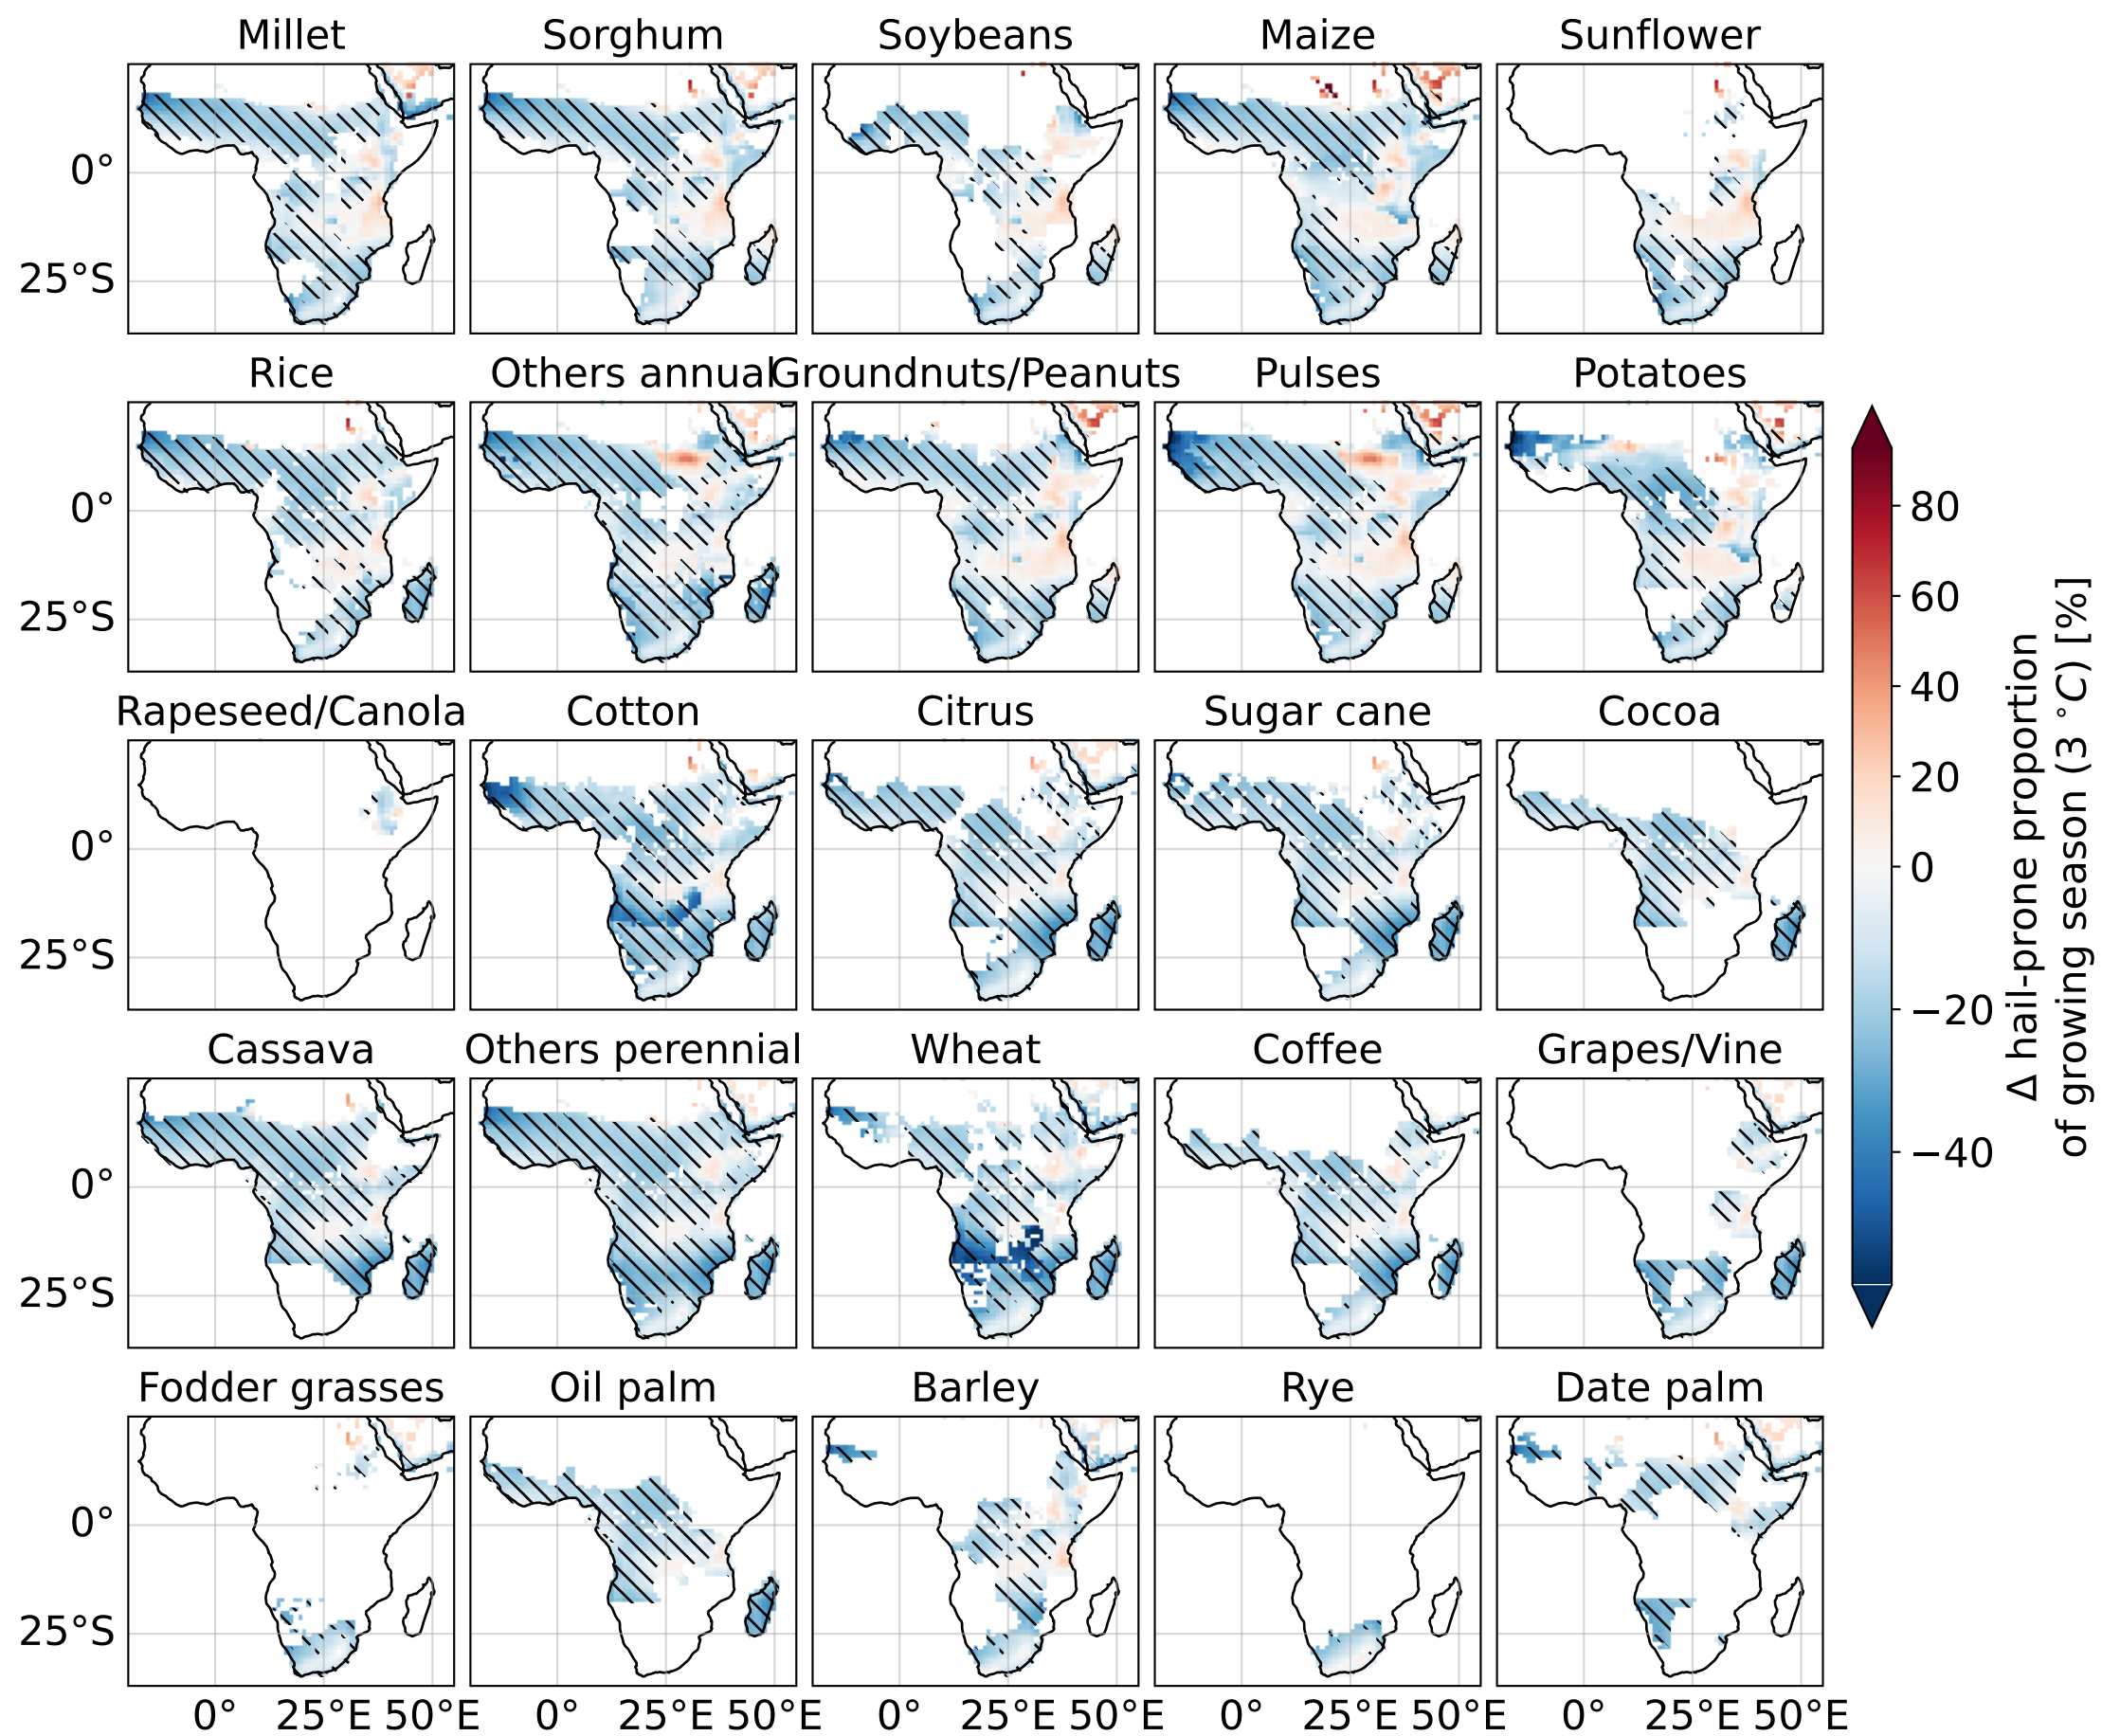 Millet
Sorghum
Soybeans
Maize
Sunflower
0°
25°S
Rice
Others annual
Groundnuts/Peanuts
Pulses
Potatoes
0°
25°S
Rapeseed/Canola
Cotton
Citrus
Sugar cane
Cocoa
0°
25°S
Cassava
Others perennial
Wheat
Coffee
Grapes/Vine
0°
25°S
Fodder grasses
Oil palm
Barley
Rye
Date palm
0°
25°S
0° 25°E 50°E
0° 25°E 50°E
0° 25°E 50°E
0° 25°E 50°E
0° 25°E 50°E
80
60
40
20
0
−20
−40
Δ hail-prone proportion
of growing season (3 °C) [%]